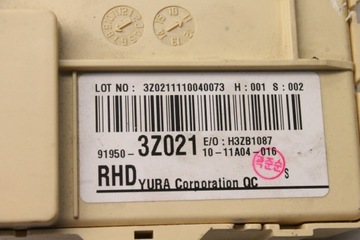 LOT NO : 3Z0211110040073 H : 001 S : 002
91950-3Z021 E/O : H3ZB1087
10-11A04-016
RHD YURA Corporation QC S